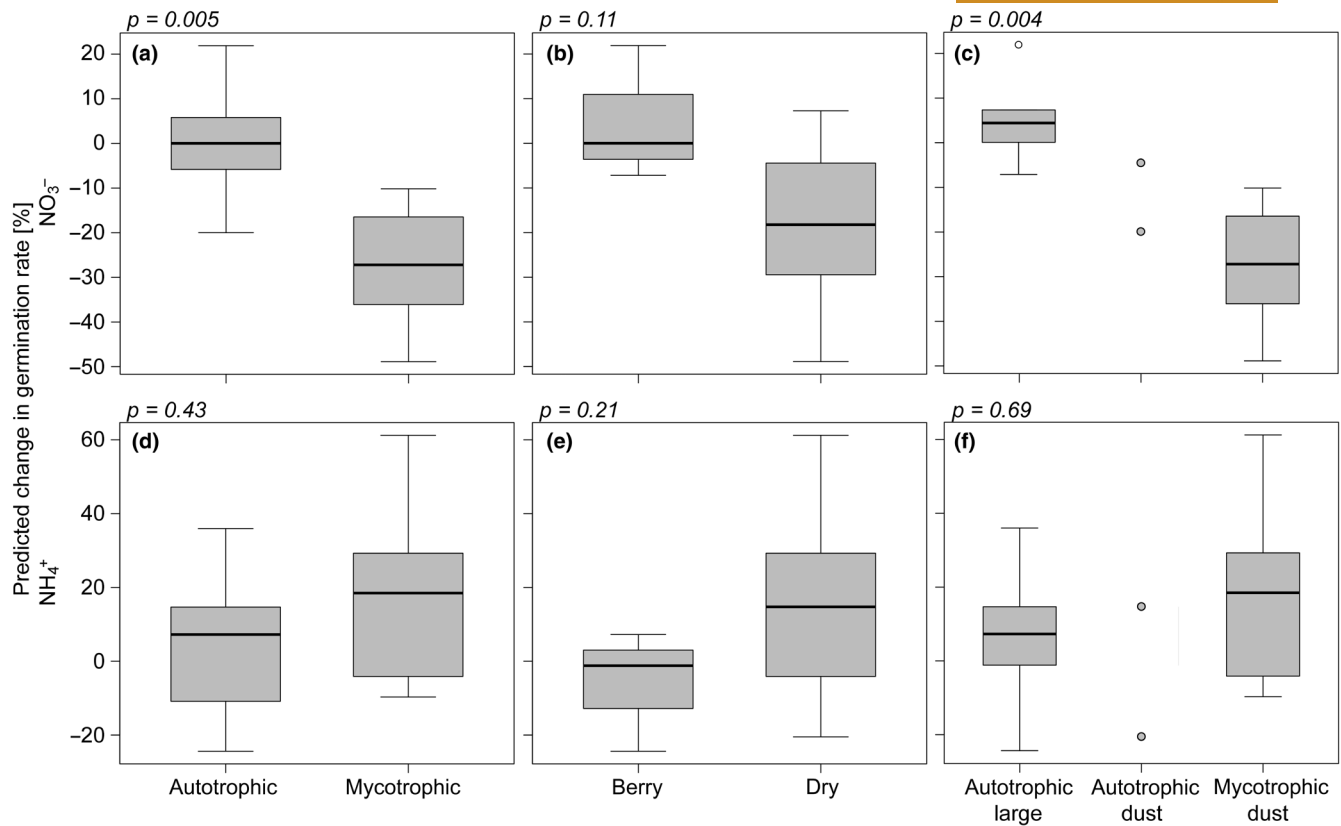 p = 0.005
p = 0.11
p = 0.004
(a)
(b)
(c)
20
10
0
−10
−20
−30
−40
−50
Predicted change in germination rate [%]
NO₃⁻
NH₄⁺
p = 0.43
p = 0.21
p = 0.69
(d)
(e)
(f)
60
40
20
0
−20
Autotrophic
Mycotrophic
Berry
Dry
Autotrophic
large
Autotrophic
dust
Mycotrophic
dust